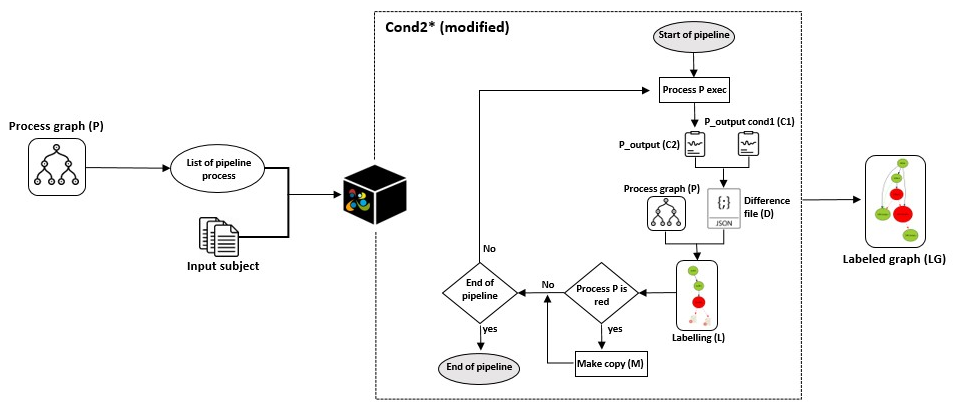 Cond2* (modified)
Start of pipeline
Process P exec
P_output cond1 (C1)
P_output (C2)
Process graph (P)
List of pipeline
process
Input subject
Process graph (P)
{;}
JSON
Difference
file (D)
Labeled graph (LG)
No
End of
pipeline
No
Process P is
red
Labelling (L)
yes
yes
End of pipeline
Make copy (M)